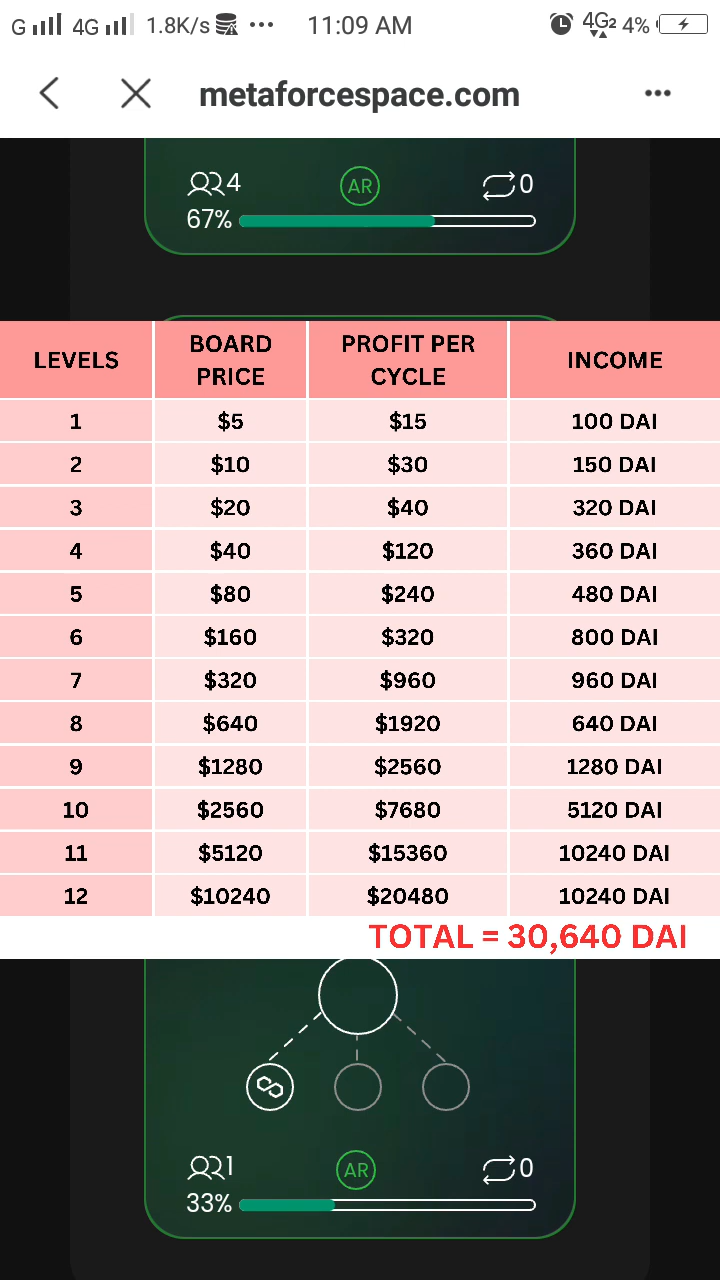 G 4G 1.8K/s ... 11:09 AM 4G2 4%
metaforcespace.com ...
4 AR 0
67%
LEVELS BOARD PRICE PROFIT PER CYCLE INCOME
1 $5 $15 100 DAI
2 $10 $30 150 DAI
3 $20 $40 320 DAI
4 $40 $120 360 DAI
5 $80 $240 480 DAI
6 $160 $320 800 DAI
7 $320 $960 960 DAI
8 $640 $1920 640 DAI
9 $1280 $2560 1280 DAI
10 $2560 $7680 5120 DAI
11 $5120 $15360 10240 DAI
12 $10240 $20480 10240 DAI
TOTAL = 30,640 DAI
1 AR 0
33%